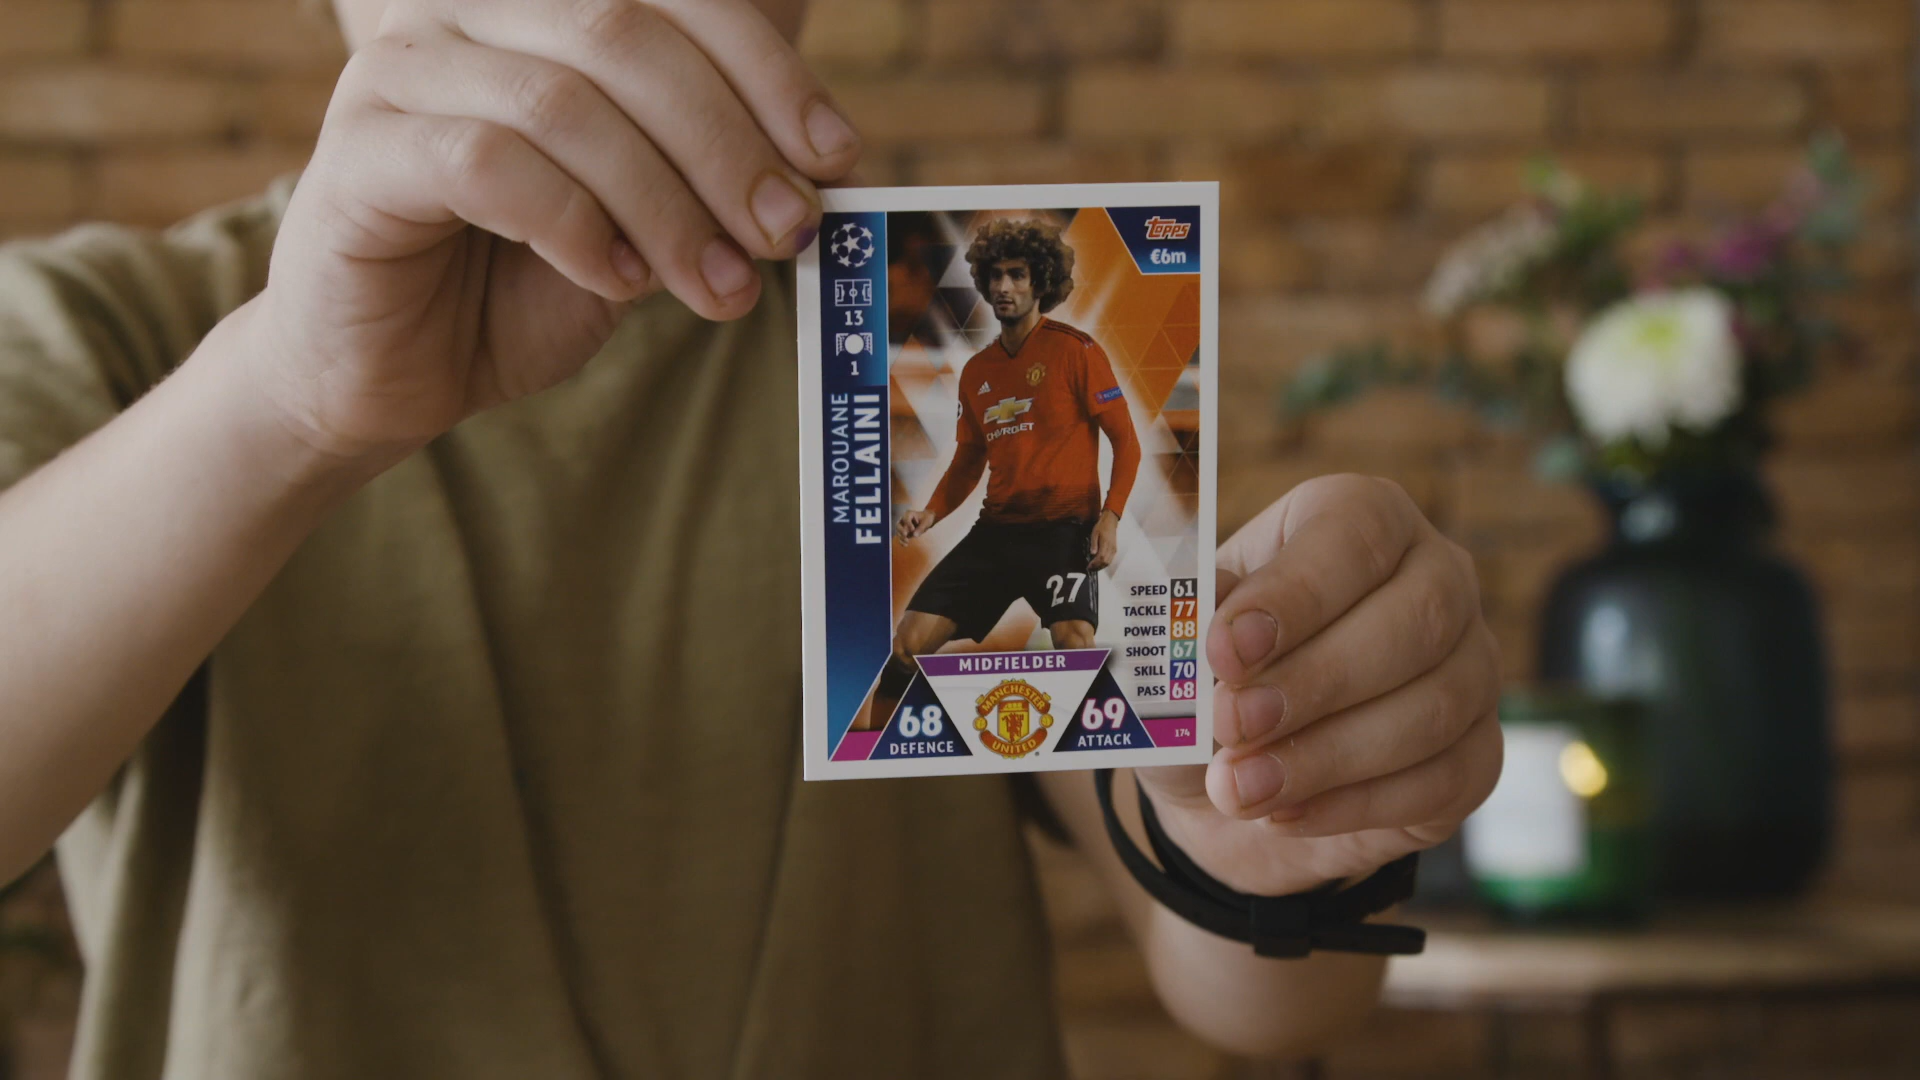 Topps
€6m
13
1
MAROUANE
FELLAINI
CHEVROLET
27
SPEED 61
TACKLE 77
POWER 88
SHOOT 67
SKILL 70
PASS 68
MIDFIELDER
68
DEFENCE
MANCHESTER
UNITED
69
ATTACK
174